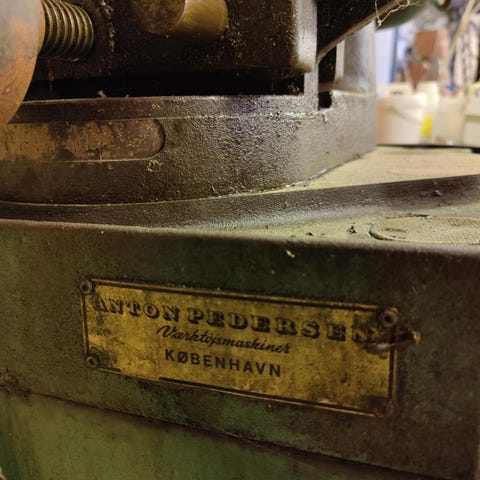 ANTON PEDERSEN
Værktøjsmaskiner
KØBENHAVN